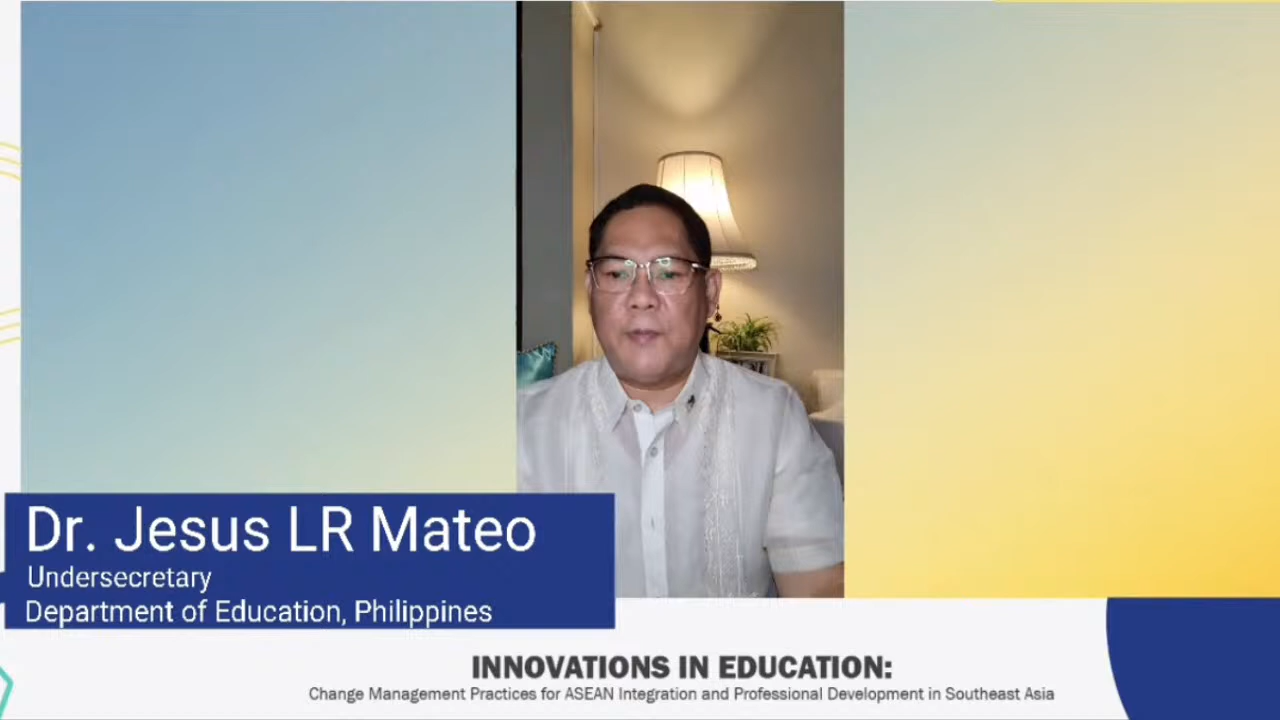 Dr. Jesus LR Mateo
Undersecretary
Department of Education, Philippines
INNOVATIONS IN EDUCATION:
Change Management Practices for ASEAN Integration and Professional Development in Southeast Asia